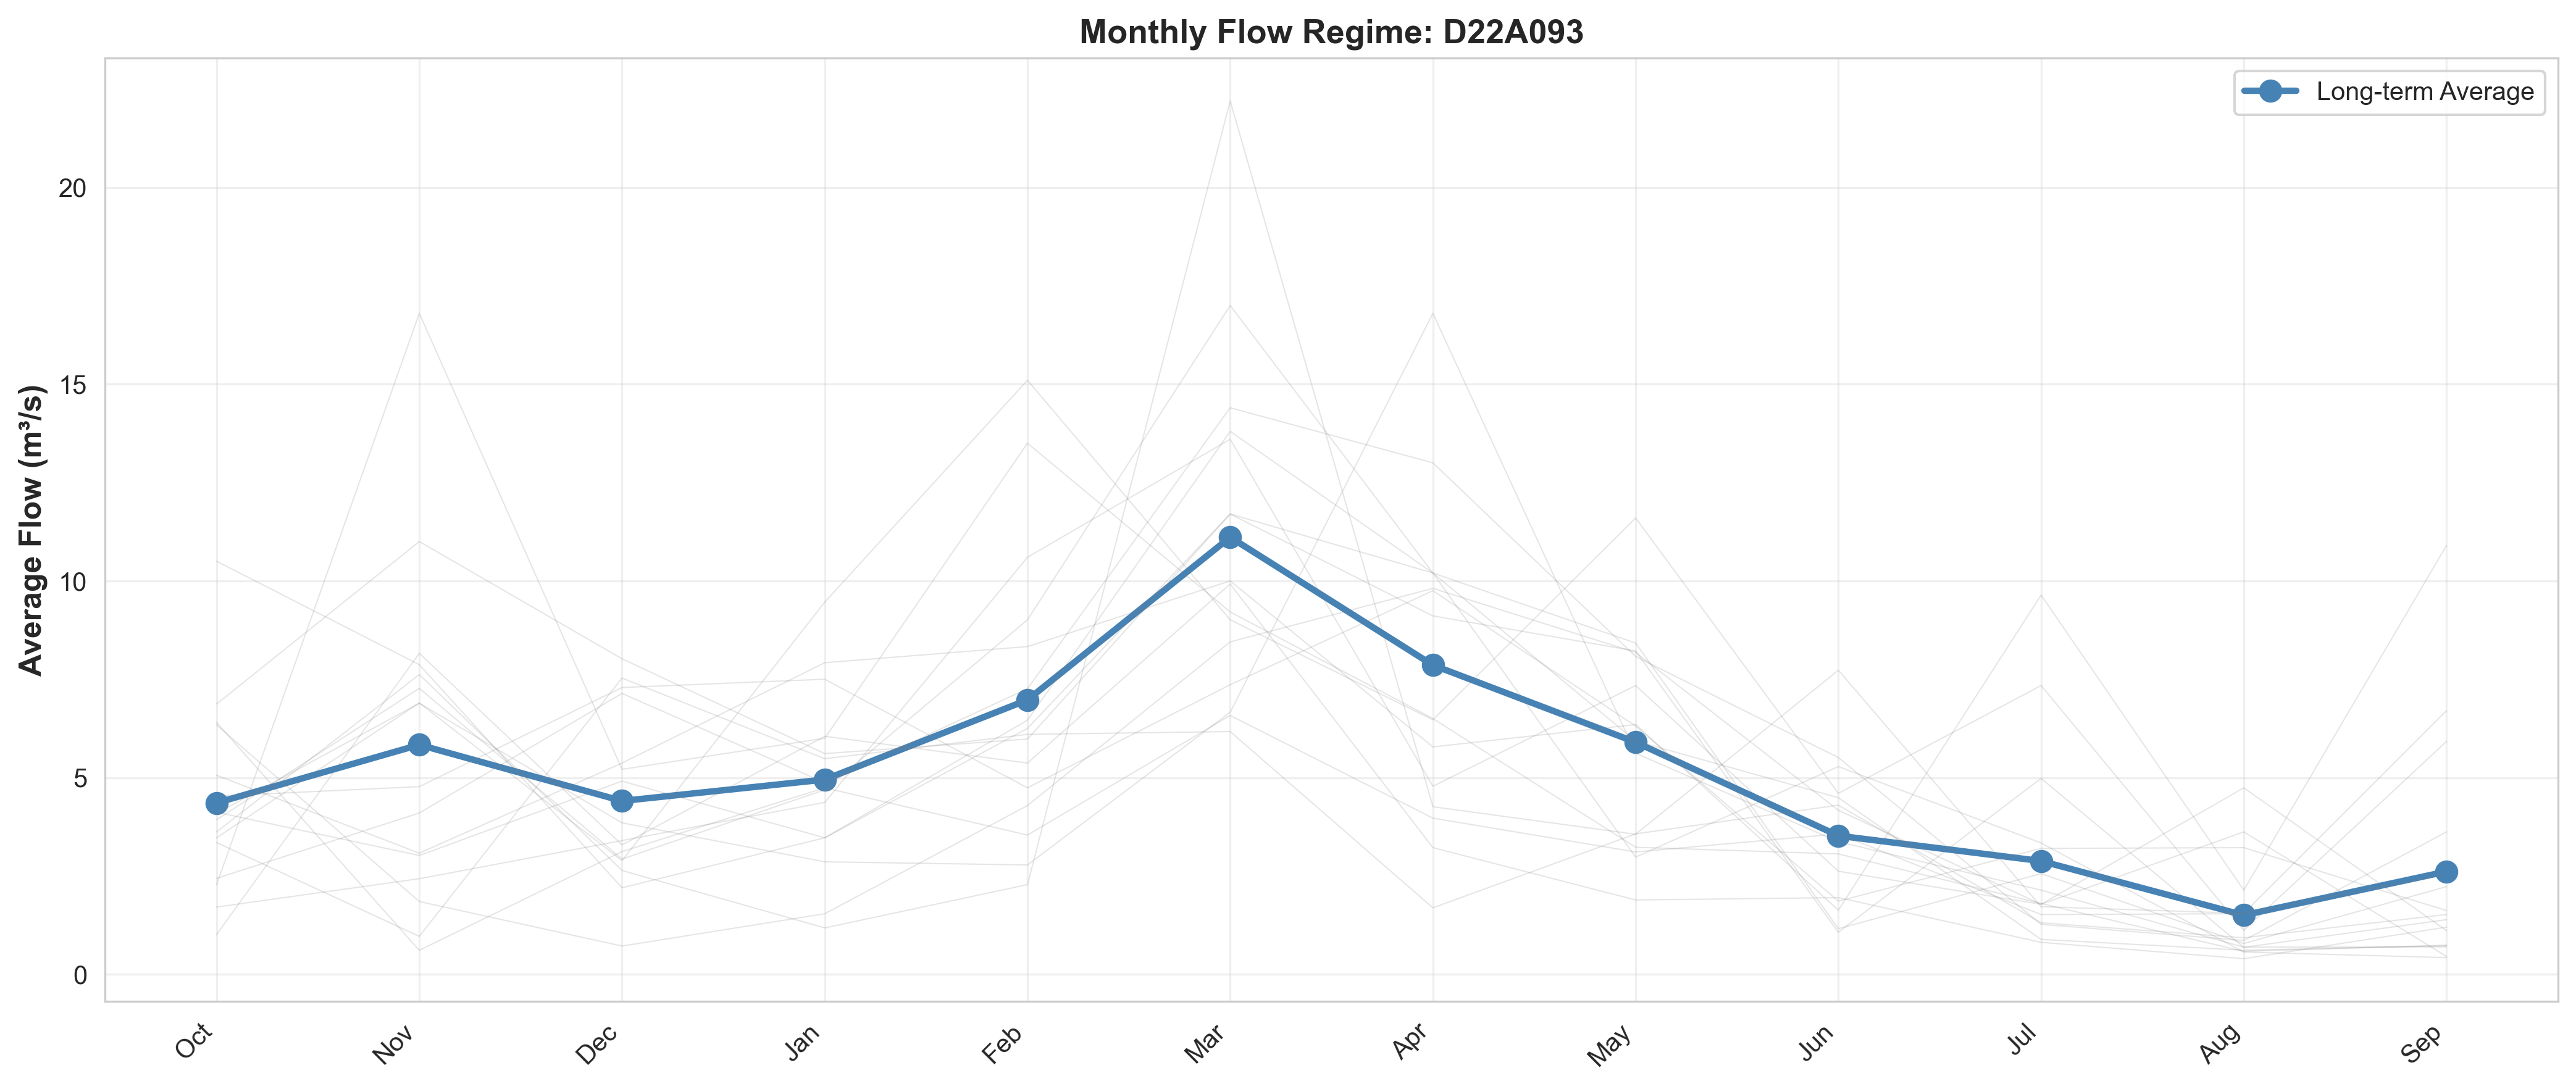 Monthly Flow Regime: D22A093
Long-term Average
Average Flow (m³/s)
20
15
10
5
0
Oct
Nov
Dec
Jan
Feb
Mar
Apr
May
Jun
Jul
Aug
Sep